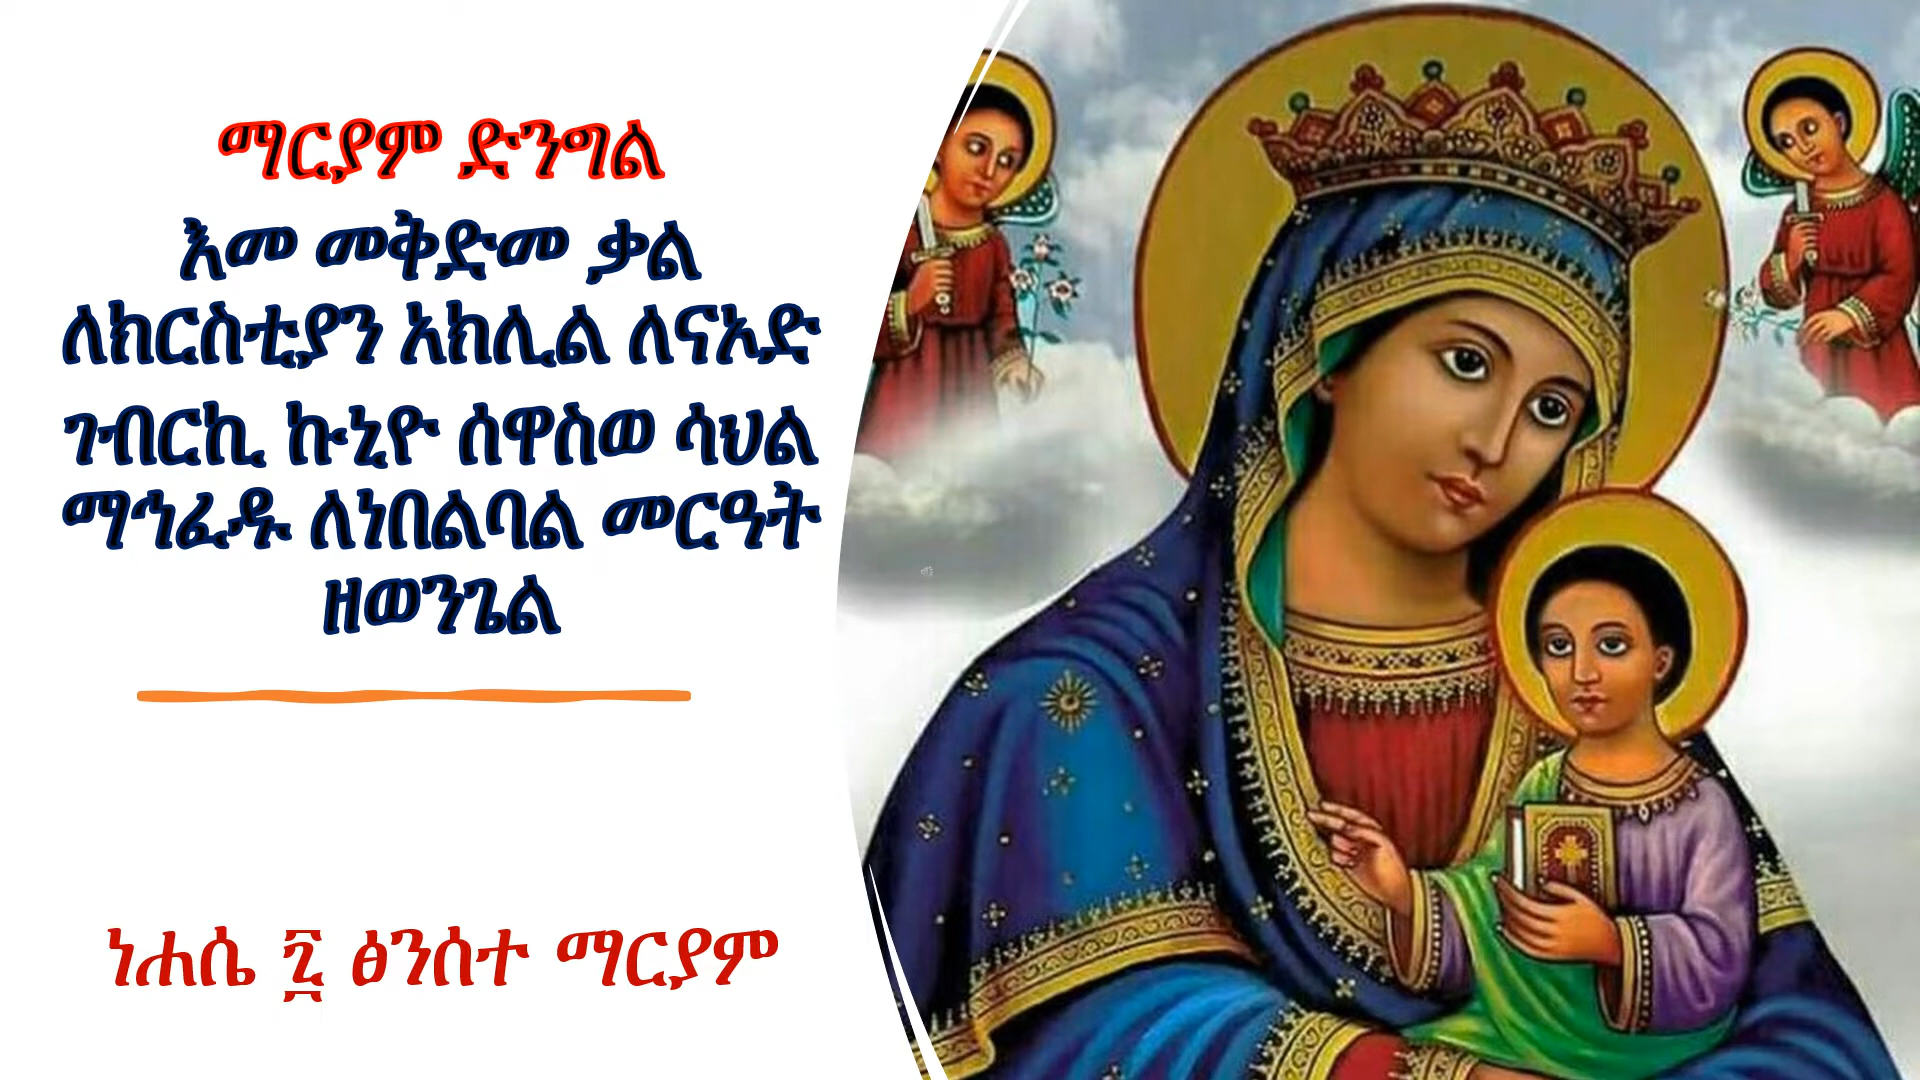 ማርያም ድንግል
እመ መቅድመ ቃል
ለክርስቲያን አክሊል ለናኦድ
ገብርኪ ኩኒዮ ሰዋስወ ሳህል
ማኅፈዱ ለነበልባል መርዓት
ዘወንጌል
ነሐሴ ፯ ፅንሰተ ማርያም